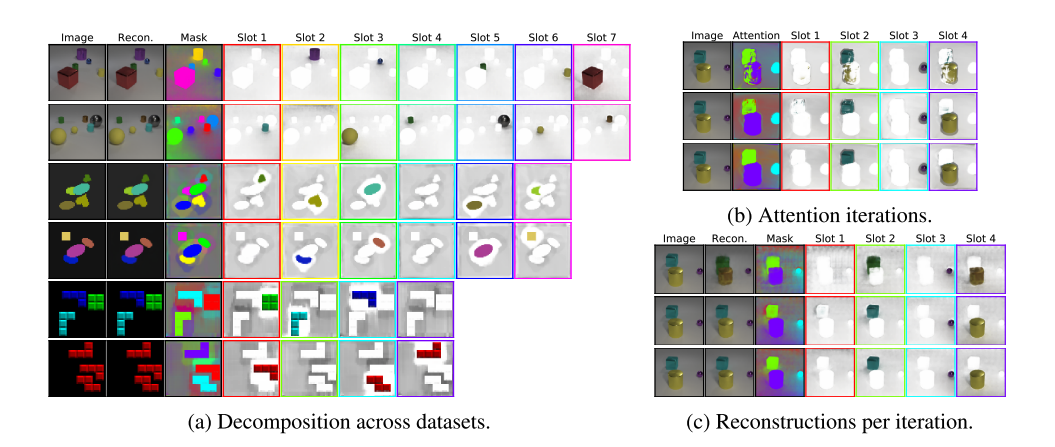 Image Recon. Mask Slot 1 Slot 2 Slot 3 Slot 4 Slot 5 Slot 6 Slot 7
(a) Decomposition across datasets.
Image Attention Slot 1 Slot 2 Slot 3 Slot 4
(b) Attention iterations.
Image Recon. Mask Slot 1 Slot 2 Slot 3 Slot 4
(c) Reconstructions per iteration.